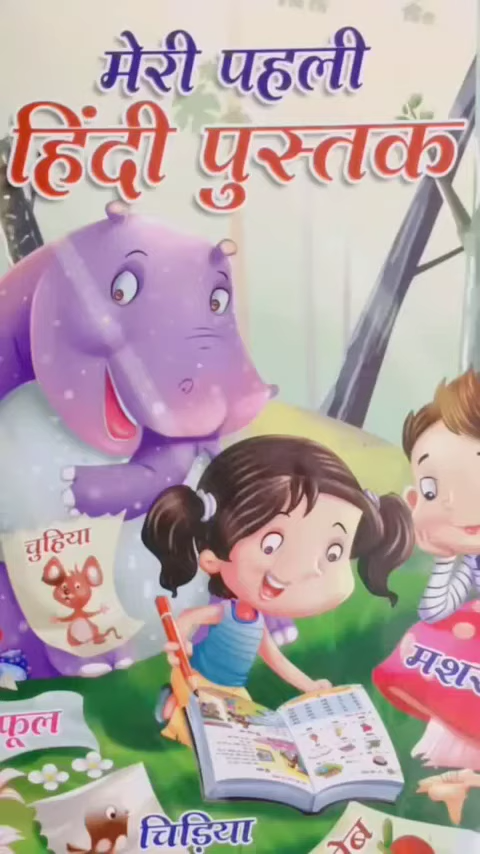 मेरी पहली
हिंदी पुस्तक
चुहिया
फूल
चिड़िया